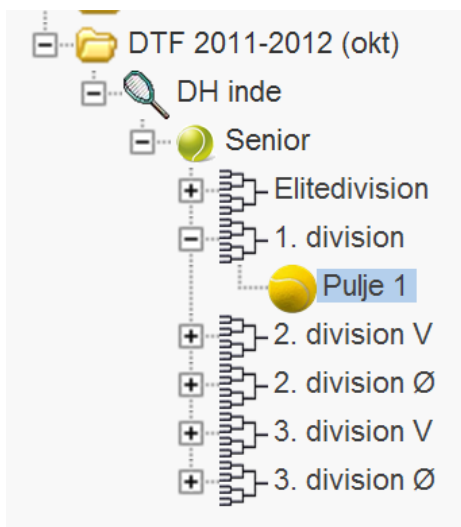 DTF 2011-2012 (okt)
DH inde
Senior
Elitedivision
1. division
Pulje 1
2. division V
2. division Ø
3. division V
3. division Ø